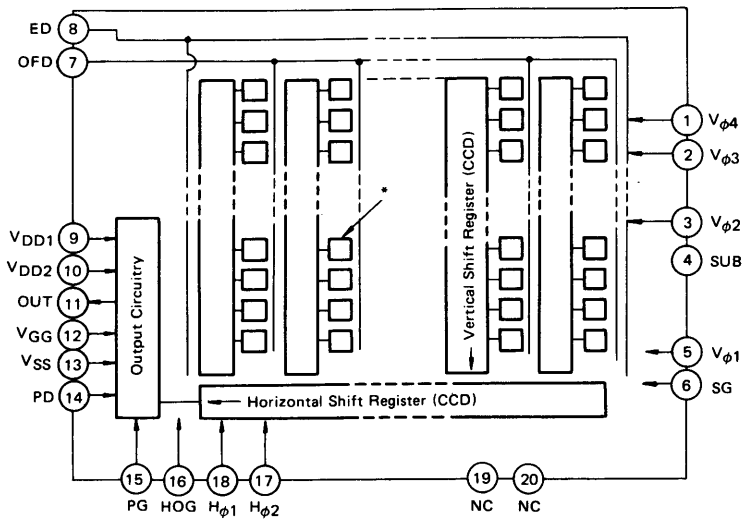 ED 8
OFD 7
1 Vϕ4
2 Vϕ3
3 Vϕ2
4 SUB
5 Vϕ1
6 SG
*
VDD1 9
VDD2 10
OUT 11
VGG 12
VSS 13
PD 14
Output Circuitry
Vertical Shift Register (CCD)
Horizontal Shift Register (CCD)
15 16 18 17 19 20
PG HOG Hϕ1 Hϕ2 NC NC